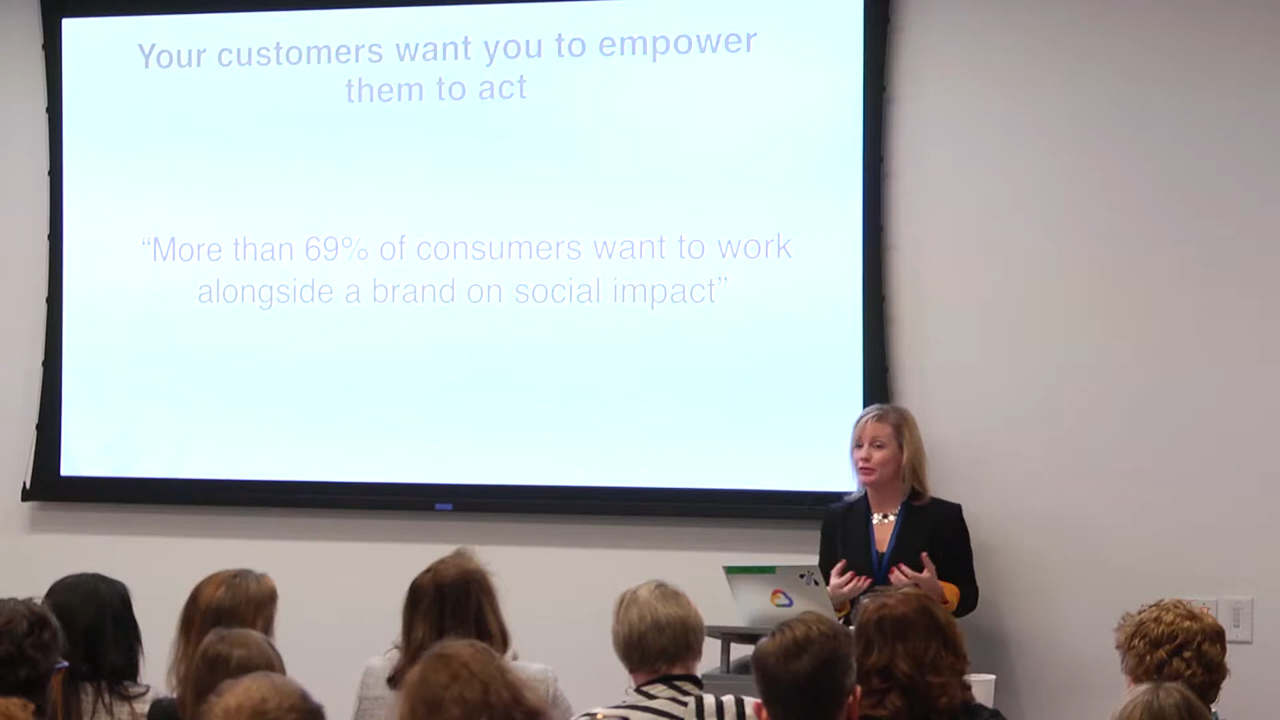 Your customers want you to empower
them to act
“More than 69% of consumers want to work
alongside a brand on social impact”